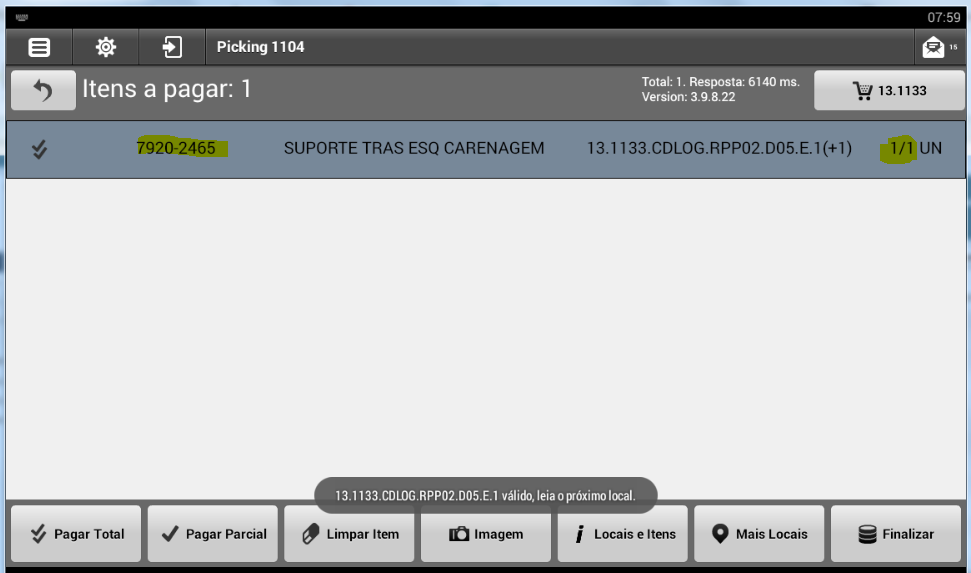 07:59
Picking 1104
15
Itens a pagar: 1
Total: 1. Resposta: 6140 ms.
Version: 3.9.8.22
13.1133
7920-2465 SUPORTE TRAS ESQ CARENAGEM 13.1133.CDLOG.RPP02.D05.E.1(+1) 1/1 UN
13.1133.CDLOG.RPP02.D05.E.1 válido, leia o próximo local.
Pagar Total Pagar Parcial Limpar Item Imagem Locais e Itens Mais Locais Finalizar